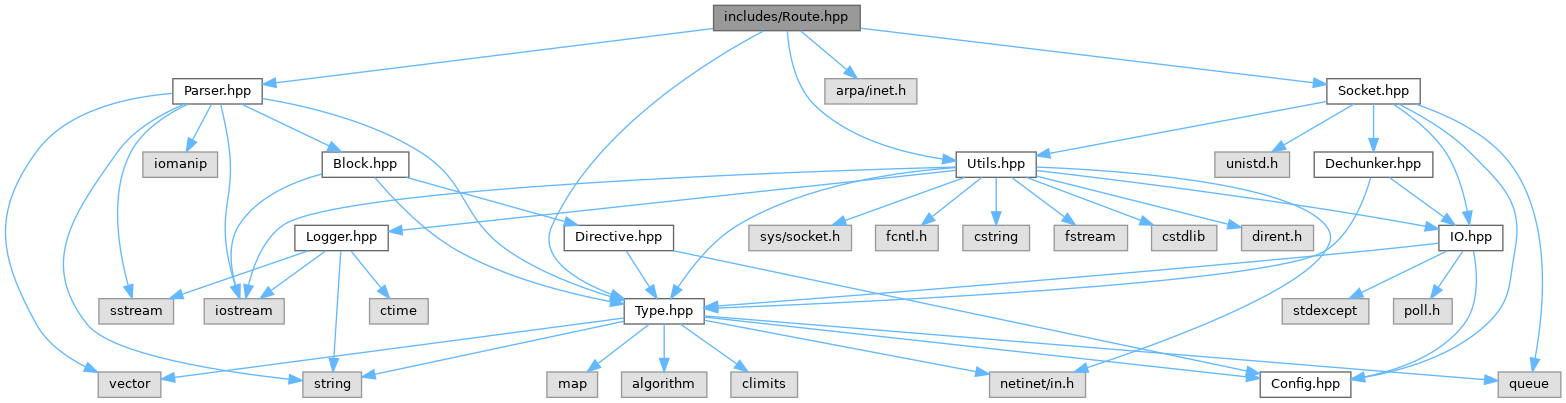 includes/Route.hpp
Parser.hpp
arpa/inet.h
Socket.hpp
iomanip
Block.hpp
Utils.hpp
unistd.h
Dechunker.hpp
Logger.hpp
Directive.hpp
sys/socket.h
fcntl.h
cstring
fstream
cstdlib
dirent.h
IO.hpp
sstream
iostream
ctime
Type.hpp
stdexcept
poll.h
vector
string
map
algorithm
climits
netinet/in.h
Config.hpp
queue